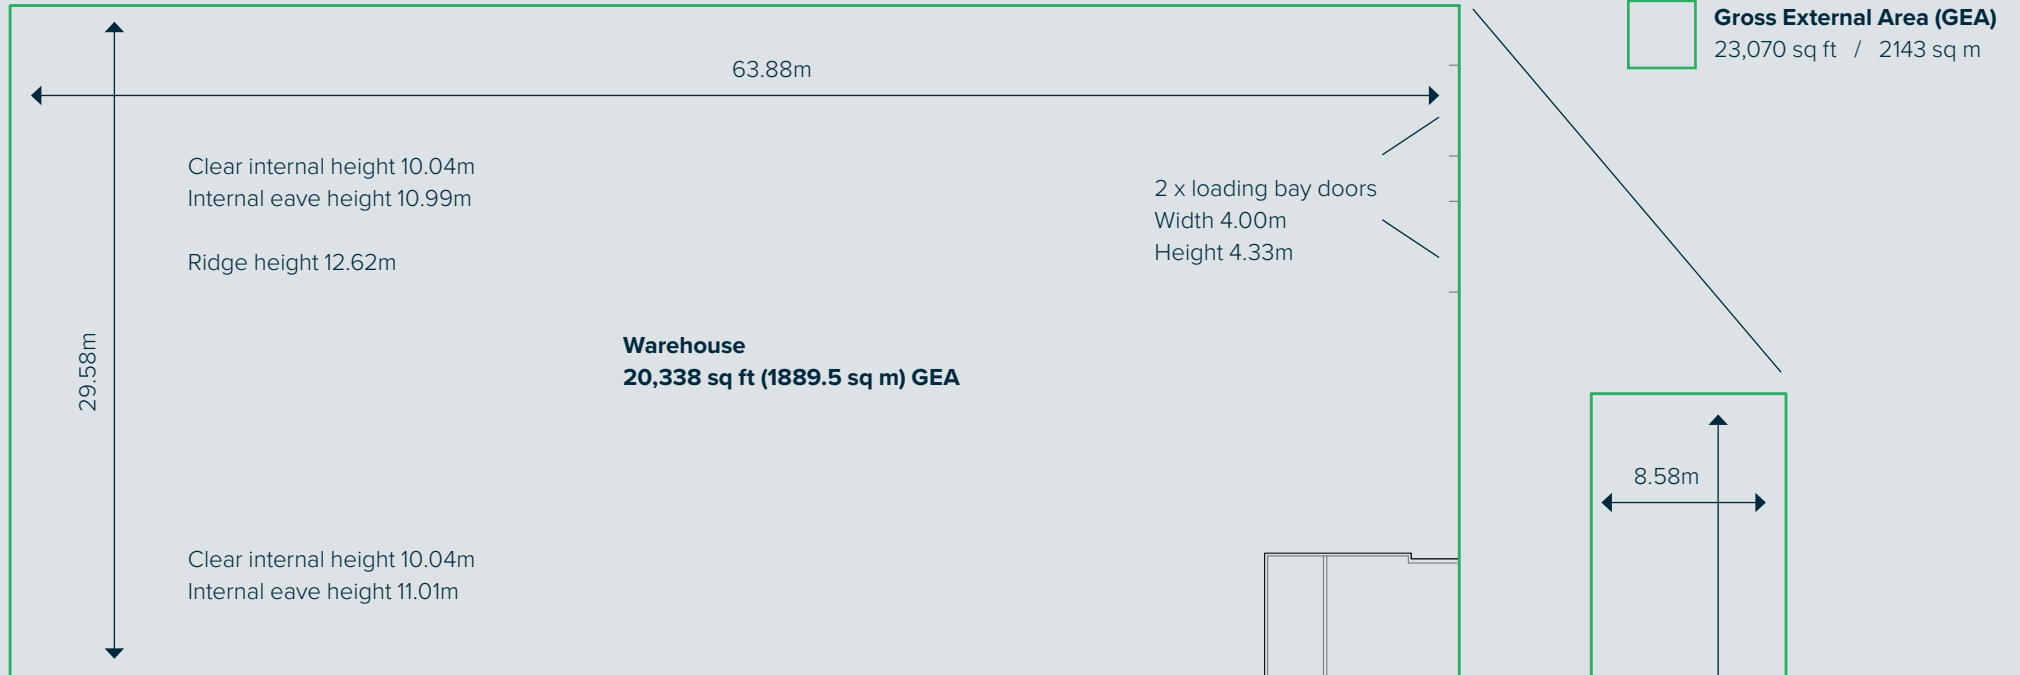 Gross External Area (GEA)
23,070 sq ft / 2143 sq m
63.88m
Clear internal height 10.04m
Internal eave height 10.99m
Ridge height 12.62m
2 x loading bay doors
Width 4.00m
Height 4.33m
29.58m
Warehouse
20,338 sq ft (1889.5 sq m) GEA
8.58m
Clear internal height 10.04m
Internal eave height 11.01m